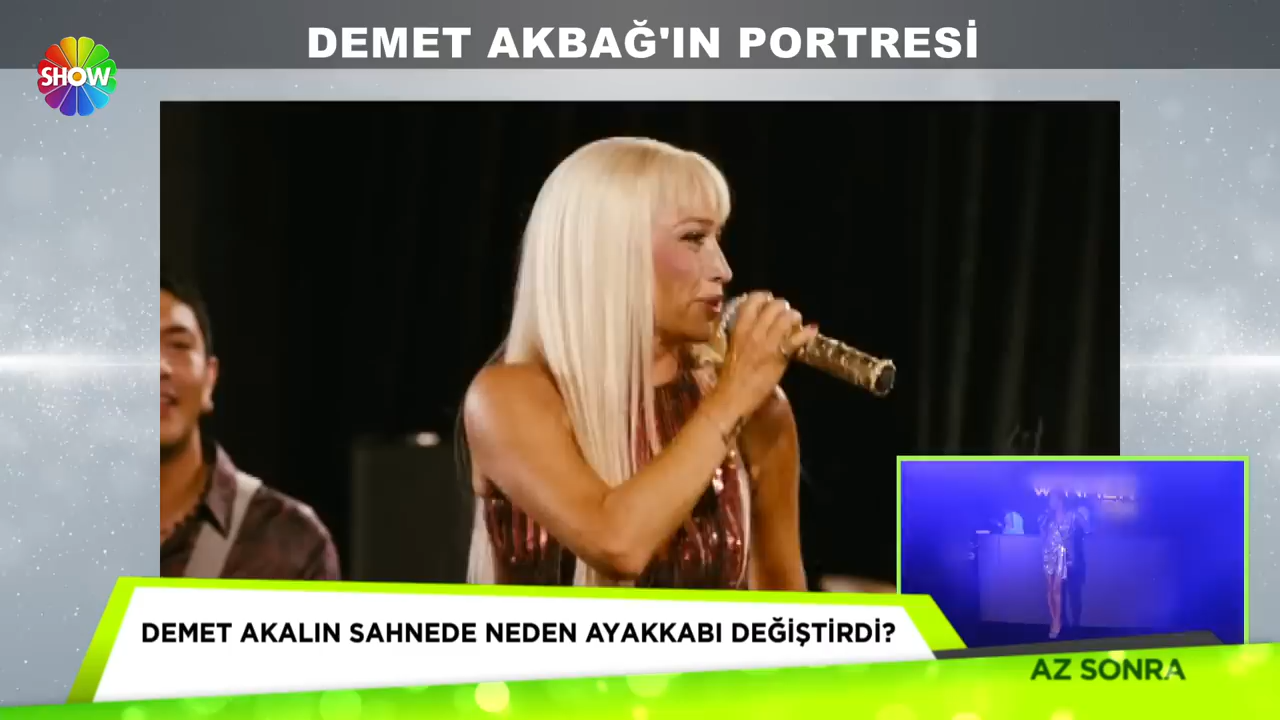 DEMET AKBAĞ'IN PORTRESİ
SHOW
DEMET AKALIN SAHNEDE NEDEN AYAKKABI DEĞİŞTİRDİ?
AZ SONRA